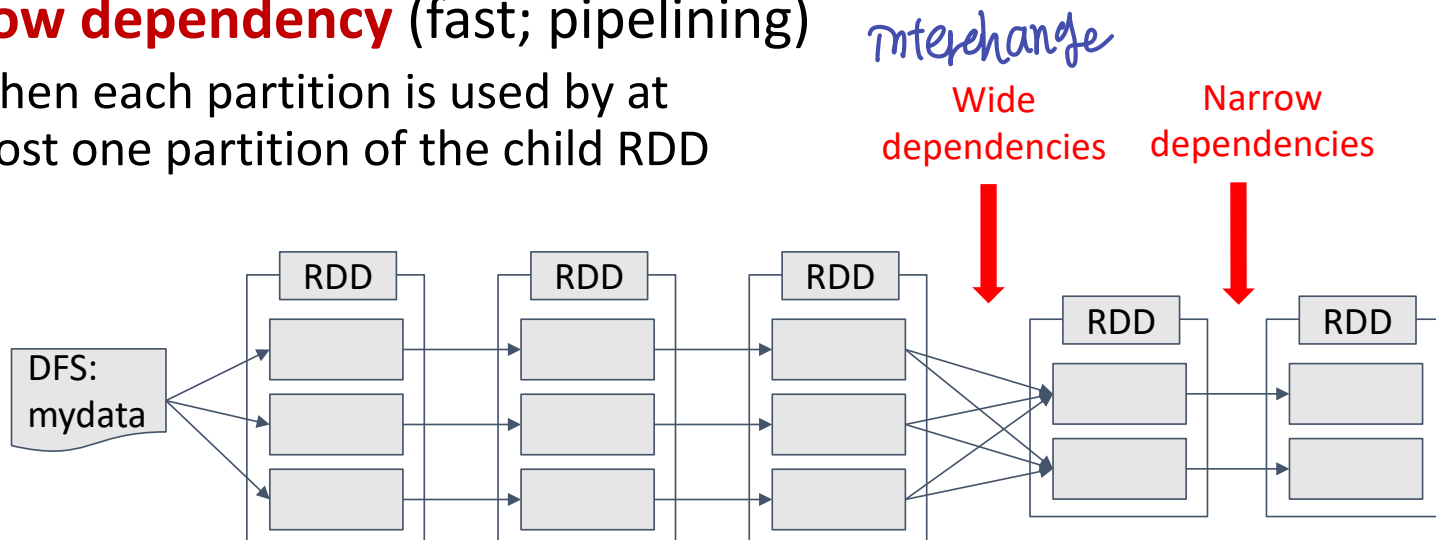 ow dependency (fast; pipelining)
hen each partition is used by at
ost one partition of the child RDD
interchange
Wide
dependencies
Narrow
dependencies
RDD
RDD
RDD
RDD
RDD
DFS:
mydata